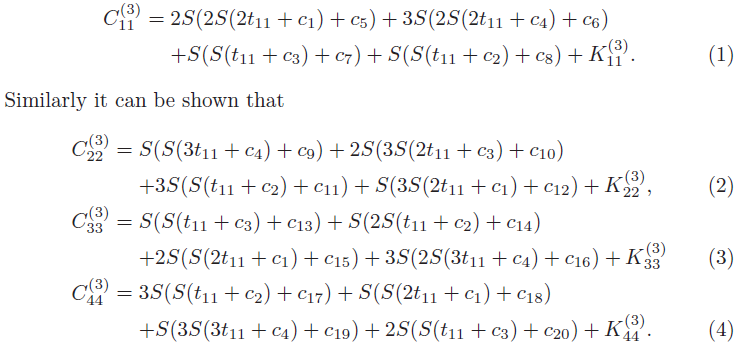 C_{11}^{(3)} = 2S(2S(2t_{11} + c_1) + c_5) + 3S(2S(2t_{11} + c_4) + c_6)
+S(S(t_{11} + c_3) + c_7) + S(S(t_{11} + c_2) + c_8) + K_{11}^{(3)}. (1)
Similarly it can be shown that
C_{22}^{(3)} = S(S(3t_{11} + c_4) + c_9) + 2S(3S(2t_{11} + c_3) + c_{10})
+3S(S(t_{11} + c_2) + c_{11}) + S(3S(2t_{11} + c_1) + c_{12}) + K_{22}^{(3)}, (2)
C_{33}^{(3)} = S(S(t_{11} + c_3) + c_{13}) + S(2S(t_{11} + c_2) + c_{14})
+2S(S(2t_{11} + c_1) + c_{15}) + 3S(2S(3t_{11} + c_4) + c_{16}) + K_{33}^{(3)} (3)
C_{44}^{(3)} = 3S(S(t_{11} + c_2) + c_{17}) + S(S(2t_{11} + c_1) + c_{18})
+S(3S(3t_{11} + c_4) + c_{19}) + 2S(S(t_{11} + c_3) + c_{20}) + K_{44}^{(3)}. (4)